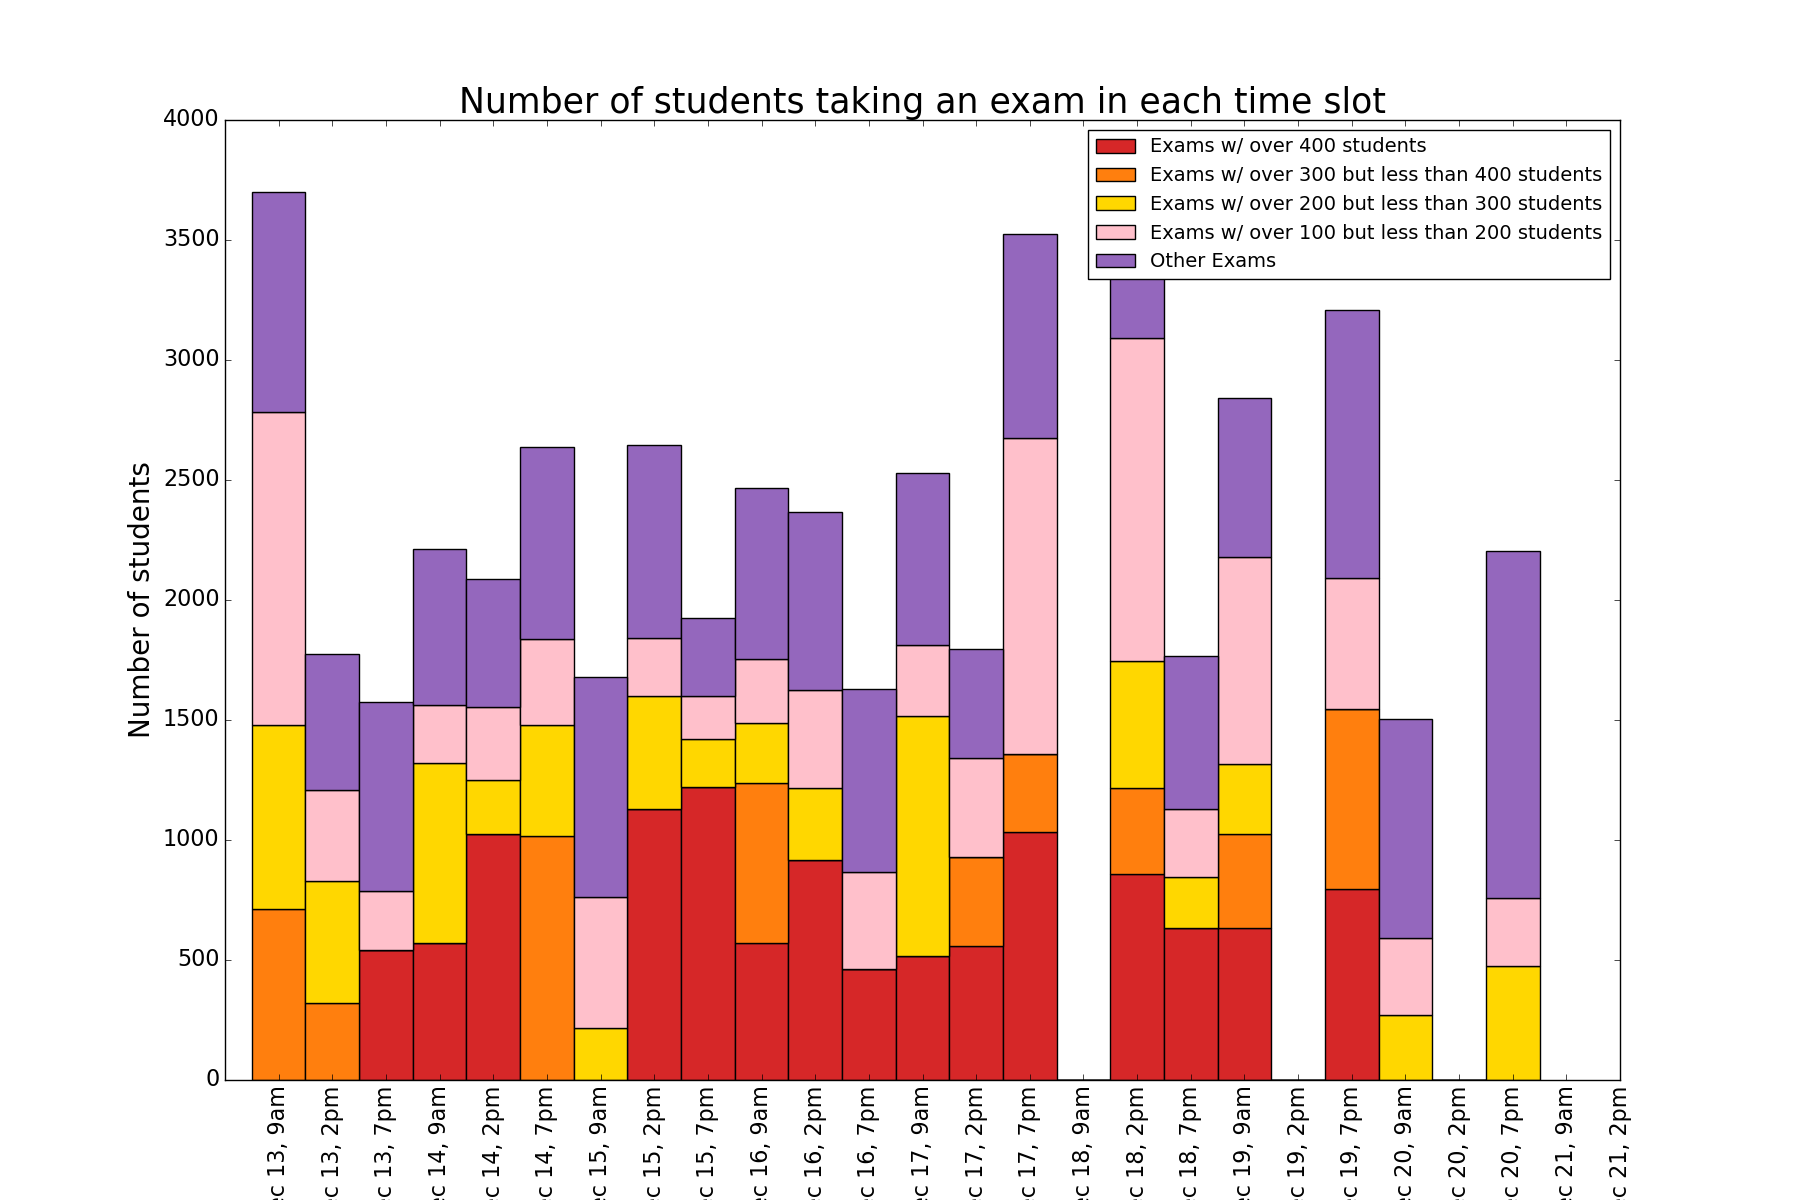 Number of students taking an exam in each time slot
Exams w/ over 400 students
Exams w/ over 300 but less than 400 students
Exams w/ over 200 but less than 300 students
Exams w/ over 100 but less than 200 students
Other Exams
Number of students
4000
3500
3000
2500
2000
1500
1000
500
0
13, 9am
13, 2pm
13, 7pm
14, 9am
14, 2pm
14, 7pm
15, 9am
15, 2pm
15, 7pm
16, 9am
16, 2pm
16, 7pm
17, 9am
17, 2pm
17, 7pm
18, 9am
18, 2pm
18, 7pm
19, 9am
19, 2pm
19, 7pm
20, 9am
20, 2pm
20, 7pm
21, 9am
21, 2pm